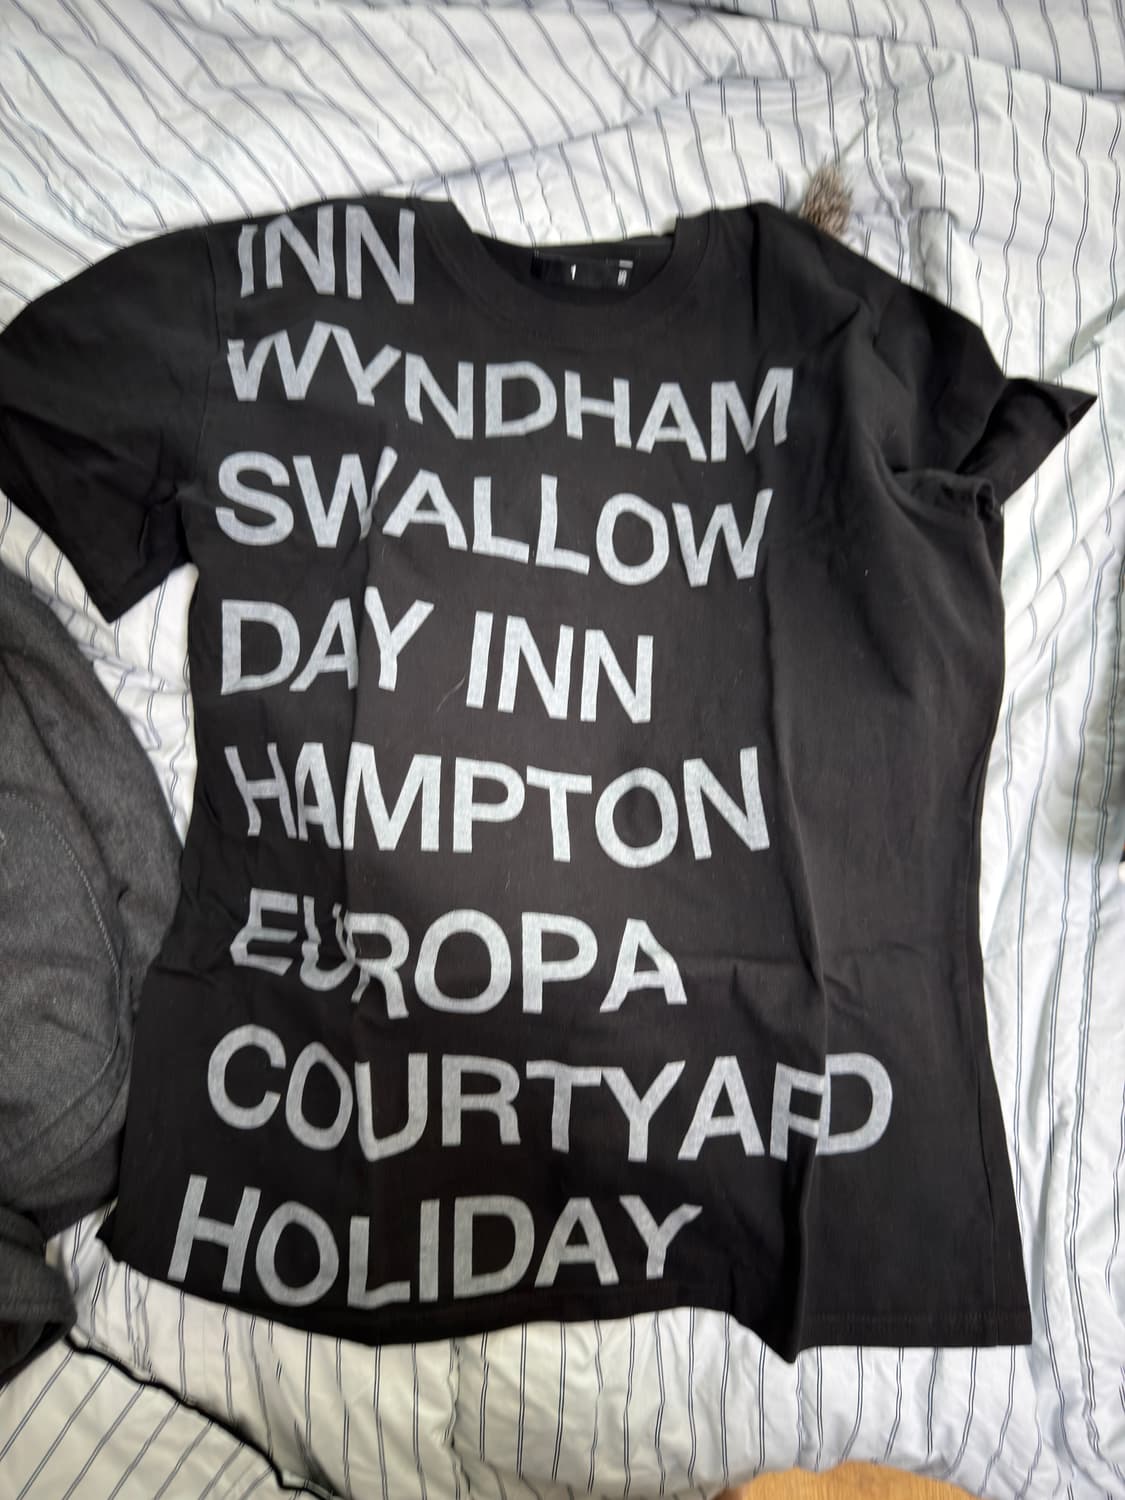 INN
WYNDHAM
SWALLOW
DAY INN
HAMPTON
EUROPA
COURTYARD
HOLIDAY